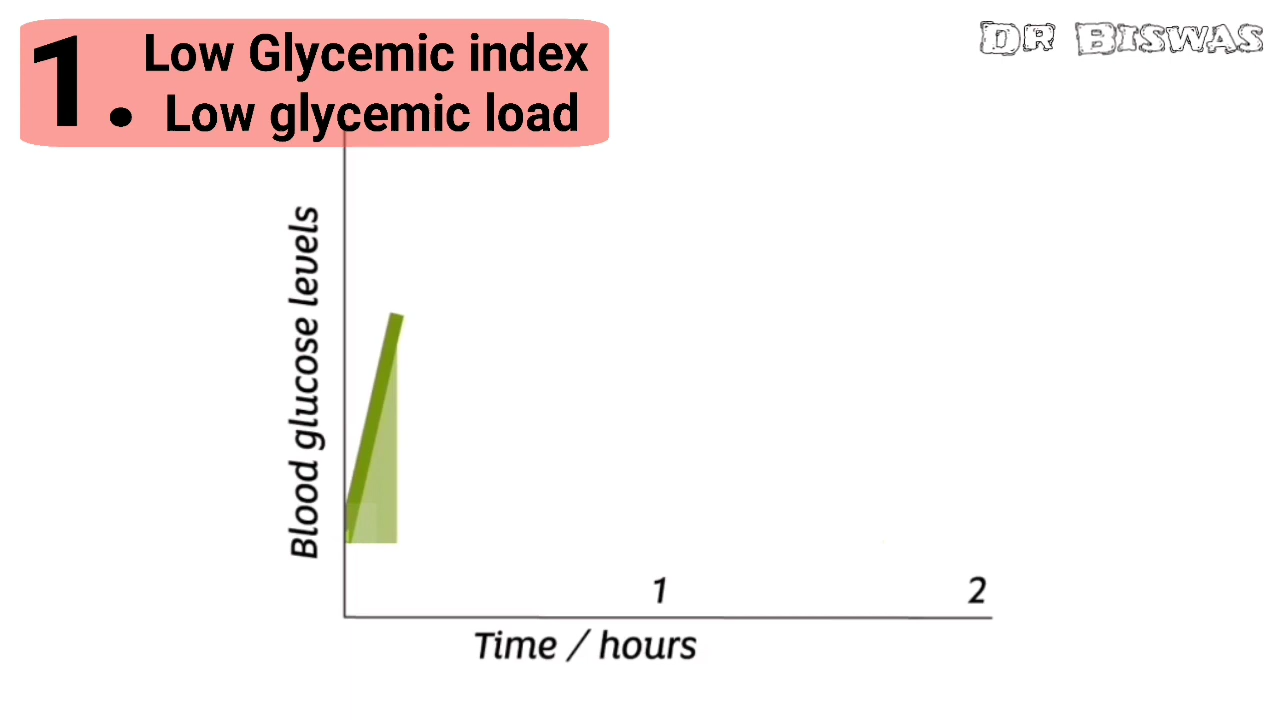 1. Low Glycemic index
Low glycemic load
DR BISWAS
Blood glucose levels
1 2
Time / hours